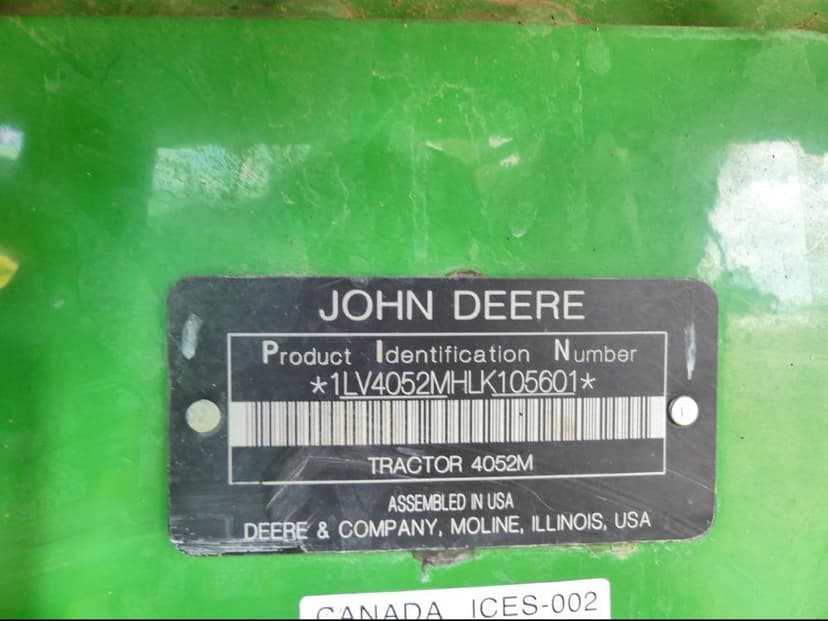 JOHN DEERE
Product Identification Number
*1LV4052MHLK105601*
TRACTOR 4052M
ASSEMBLED IN USA
DEERE & COMPANY, MOLINE, ILLINOIS, USA
CANADA ICES-002